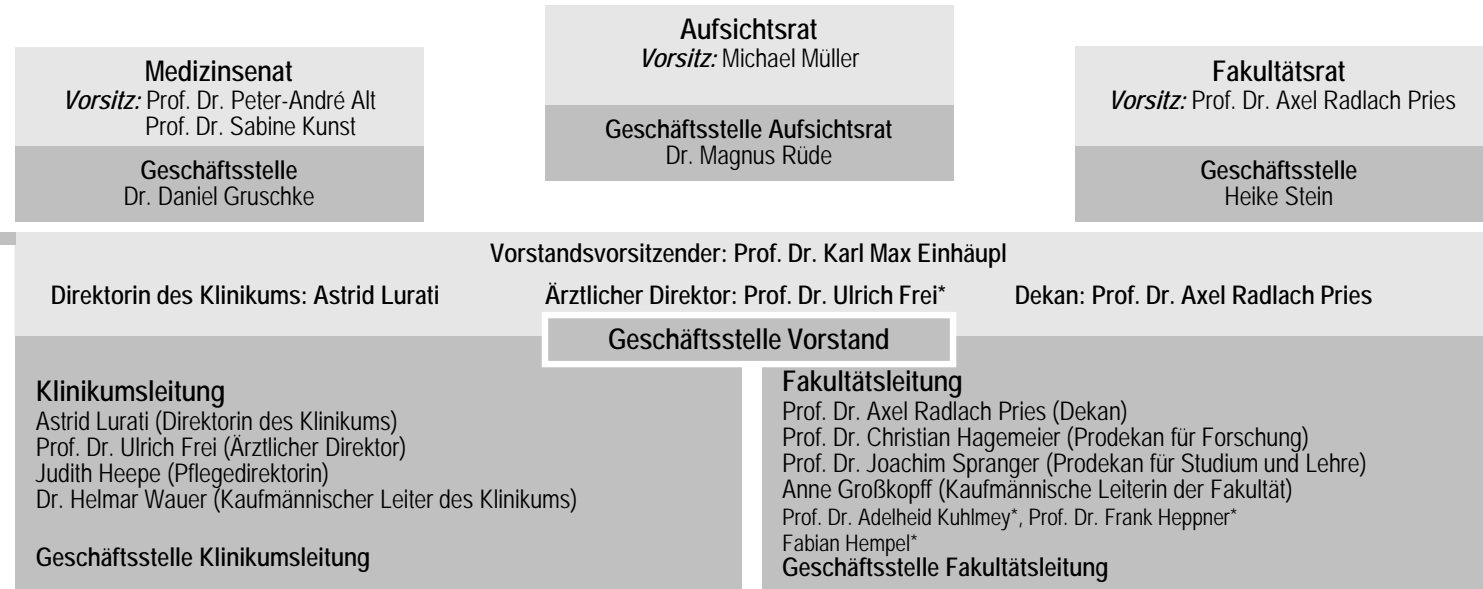 Medizinsenat
Vorsitz: Prof. Dr. Peter-André Alt
Prof. Dr. Sabine Kunst
Geschäftsstelle
Dr. Daniel Gruschke
Aufsichtsrat
Vorsitz: Michael Müller
Geschäftsstelle Aufsichtsrat
Dr. Magnus Rüde
Fakultätsrat
Vorsitz: Prof. Dr. Axel Radlach Pries
Geschäftsstelle
Heike Stein
Vorstandsvorsitzender: Prof. Dr. Karl Max Einhäupl
Direktorin des Klinikums: Astrid Lurati
Ärztlicher Direktor: Prof. Dr. Ulrich Frei*
Dekan: Prof. Dr. Axel Radlach Pries
Geschäftsstelle Vorstand
Klinikumsleitung
Astrid Lurati (Direktorin des Klinikums)
Prof. Dr. Ulrich Frei (Ärztlicher Direktor)
Judith Heepe (Pflegedirektorin)
Dr. Helmar Wauer (Kaufmännischer Leiter des Klinikums)
Geschäftsstelle Klinikumsleitung
Fakultätsleitung
Prof. Dr. Axel Radlach Pries (Dekan)
Prof. Dr. Christian Hagemeier (Prodekan für Forschung)
Prof. Dr. Joachim Spranger (Prodekan für Studium und Lehre)
Anne Großkopff (Kaufmännische Leiterin der Fakultät)
Prof. Dr. Adelheid Kuhlmey*, Prof. Dr. Frank Heppner*
Fabian Hempel*
Geschäftsstelle Fakultätsleitung